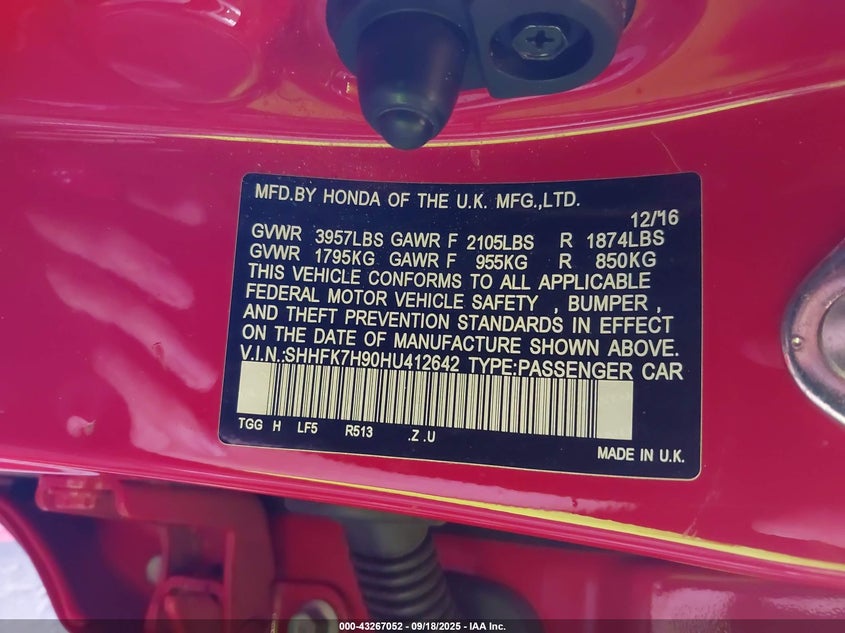 MFD.BY HONDA OF THE U.K. MFG.,LTD.
12/16
GVWR 3957LBS GAWR F 2105LBS R 1874LBS
GVWR 1795KG GAWR F 955KG R 850KG
THIS VEHICLE CONFORMS TO ALL APPLICABLE
FEDERAL MOTOR VEHICLE SAFETY , BUMPER ,
AND THEFT PREVENTION STANDARDS IN EFFECT
ON THE DATE OF MANUFACTURE SHOWN ABOVE.
V.I.N.:SHHFK7H90HU412642 TYPE:PASSENGER CAR
TGG H LF5 R513 .Z .U
MADE IN U.K.
000-43267052 - 09/18/2025 - IAA Inc.